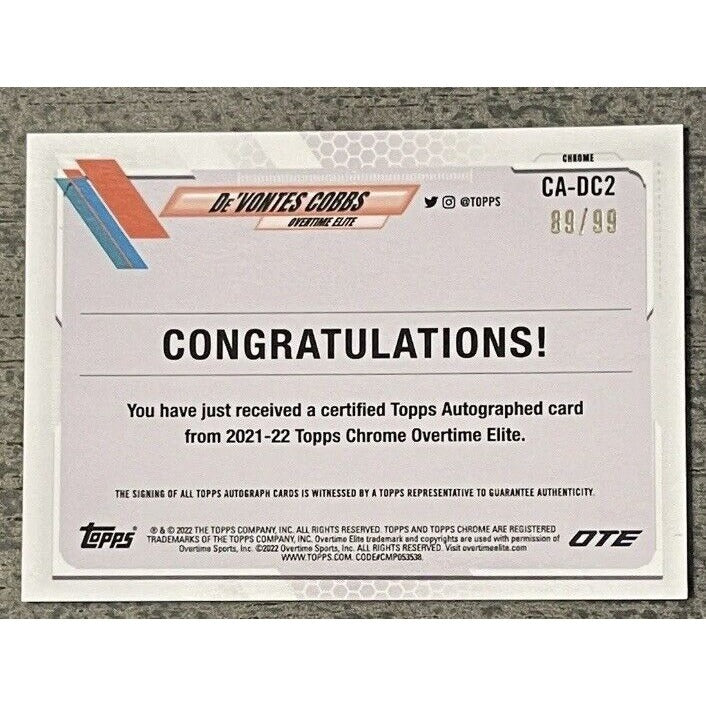 CHROME
DE'VONTES COBBS
OVERTIME ELITE
@TOPPS
CA-DC2
89/99
CONGRATULATIONS!
You have just received a certified Topps Autographed card
from 2021-22 Topps Chrome Overtime Elite.
THE SIGNING OF ALL TOPPS AUTOGRAPH CARDS IS WITNESSED BY A TOPPS REPRESENTATIVE TO GUARANTEE AUTHENTICITY.
Topps®
® & © 2022 THE TOPPS COMPANY, INC. ALL RIGHTS RESERVED. TOPPS AND TOPPS CHROME ARE REGISTERED
TRADEMARKS OF THE TOPPS COMPANY, INC. Overtime Elite trademark and copyrights are used with permission of
Overtime Sports, Inc. ©2022 Overtime Sports, Inc. ALL RIGHTS RESERVED. Visit overtimeelite.com
WWW.TOPPS.COM. CODE#CMP053538.
OTE